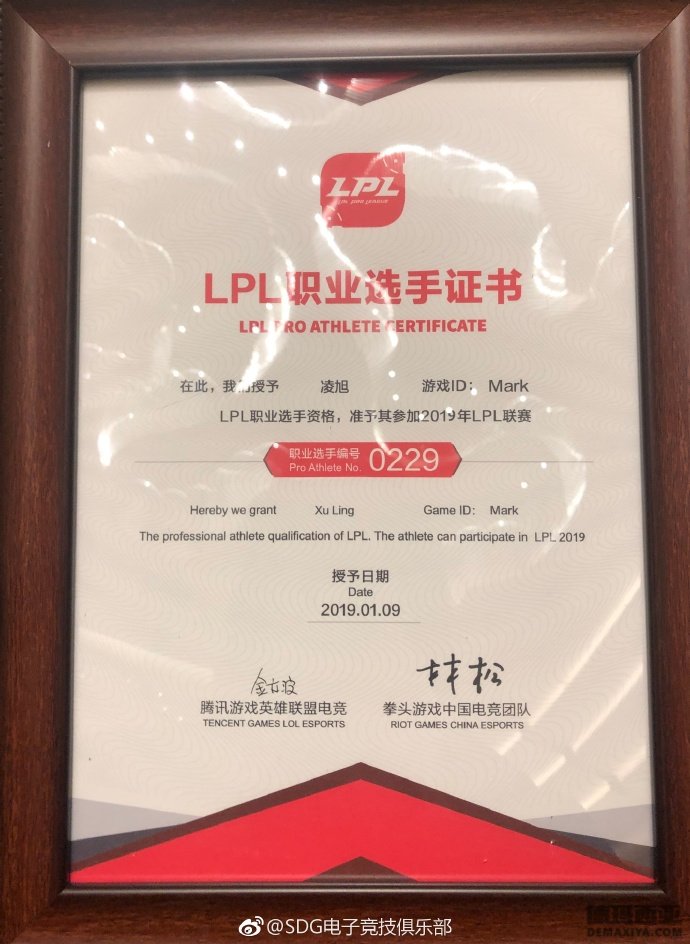 LPL
LPL职业选手证书
LPL PRO ATHLETE CERTIFICATE
在此，我们授予 凌旭 游戏ID： Mark
LPL职业选手资格，准予其参加2019年LPL联赛
职业选手编号
Pro Athlete No. 0229
Hereby we grant Xu Ling Game ID: Mark
The professional athlete qualification of LPL. The athlete can participate in LPL 2019
授予日期
Date
2019.01.09
林松
腾讯游戏英雄联盟电竞 拳头游戏中国电竞团队
TENCENT GAMES LOL ESPORTS RIOT GAMES CHINA ESPORTS
@SDG电子竞技俱乐部
DEMAXIYA.COM